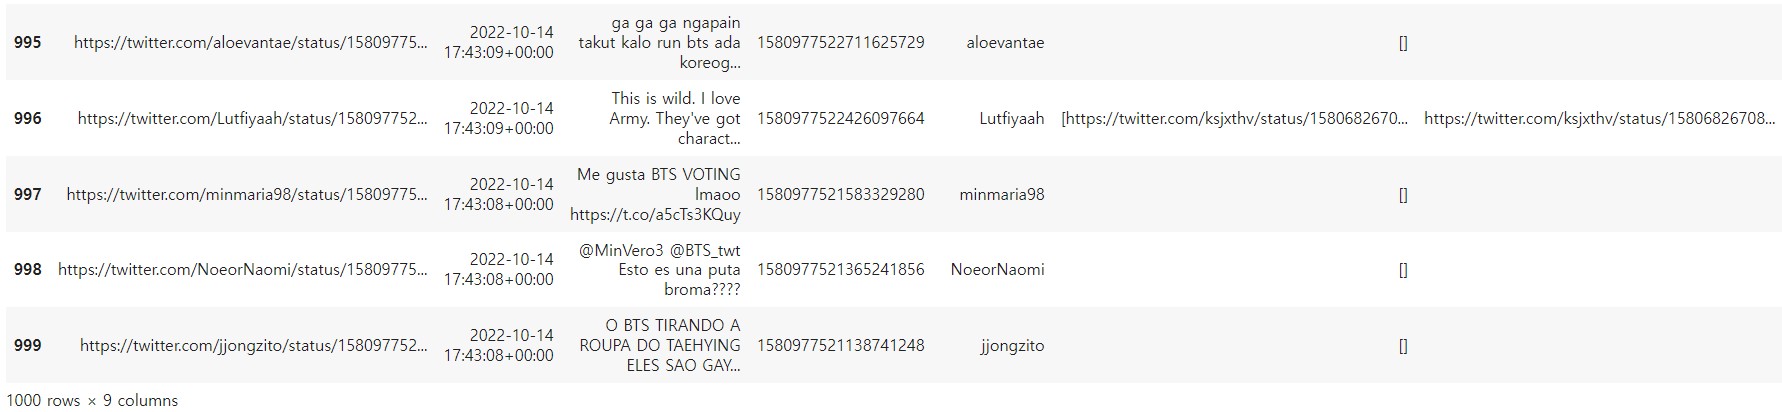 995 https://twitter.com/aloevantae/status/15809775... 2022-10-14 17:43:09+00:00 ga ga ga ngapain takut kalo run bts ada koreog... 1580977522711625729 aloevantae []
996 https://twitter.com/Lutfiyaah/status/158097752... 2022-10-14 17:43:09+00:00 This is wild. I love Army. They've got charact... 1580977522426097664 Lutfiyaah [https://twitter.com/ksjxthv/status/1580682670... https://twitter.com/ksjxthv/status/15806826708...
997 https://twitter.com/minmaria98/status/15809775... 2022-10-14 17:43:08+00:00 Me gusta BTS VOTING lmaoo https://t.co/a5cTs3KQuy 1580977521583329280 minmaria98 []
998 https://twitter.com/NoeorNaomi/status/15809775... 2022-10-14 17:43:08+00:00 @MinVero3 @BTS_twt Esto es una puta broma???? 1580977521365241856 NoeorNaomi []
999 https://twitter.com/jjongzito/status/158097752... 2022-10-14 17:43:08+00:00 O BTS TIRANDO A ROUPA DO TAEHYING ELES SAO GAY... 1580977521138741248 jjongzito []
1000 rows × 9 columns